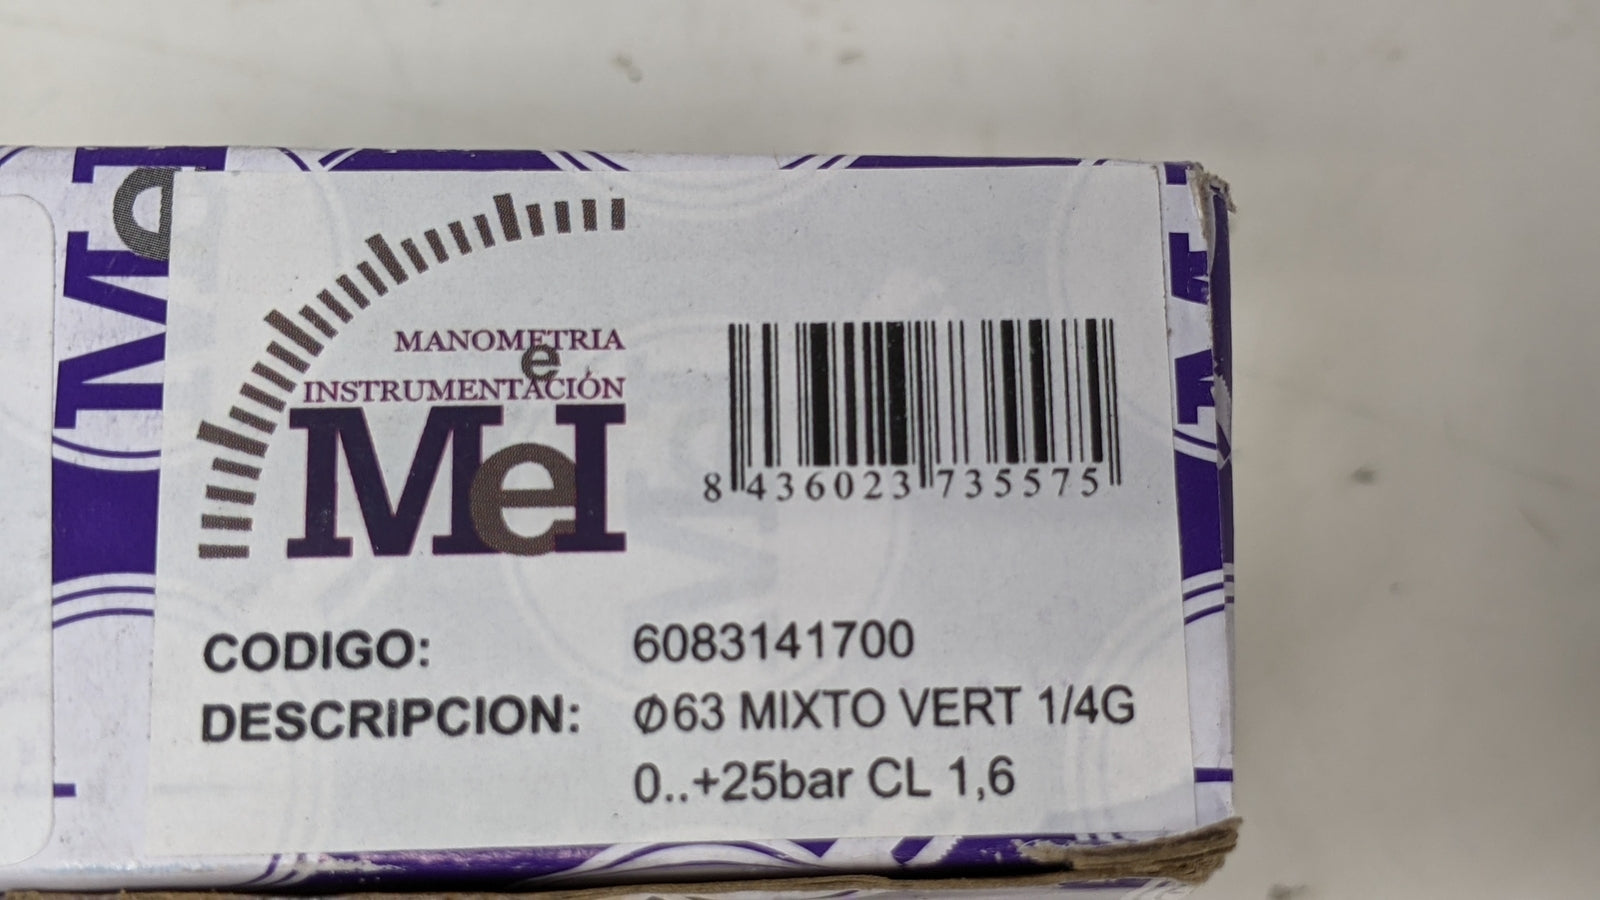 Me
MANOMETRIA
e
INSTRUMENTACIÓN
MeI
8 436023 735575
CODIGO: 6083141700
DESCRIPCION: Ø63 MIXTO VERT 1/4G
0..+25bar CL 1,6